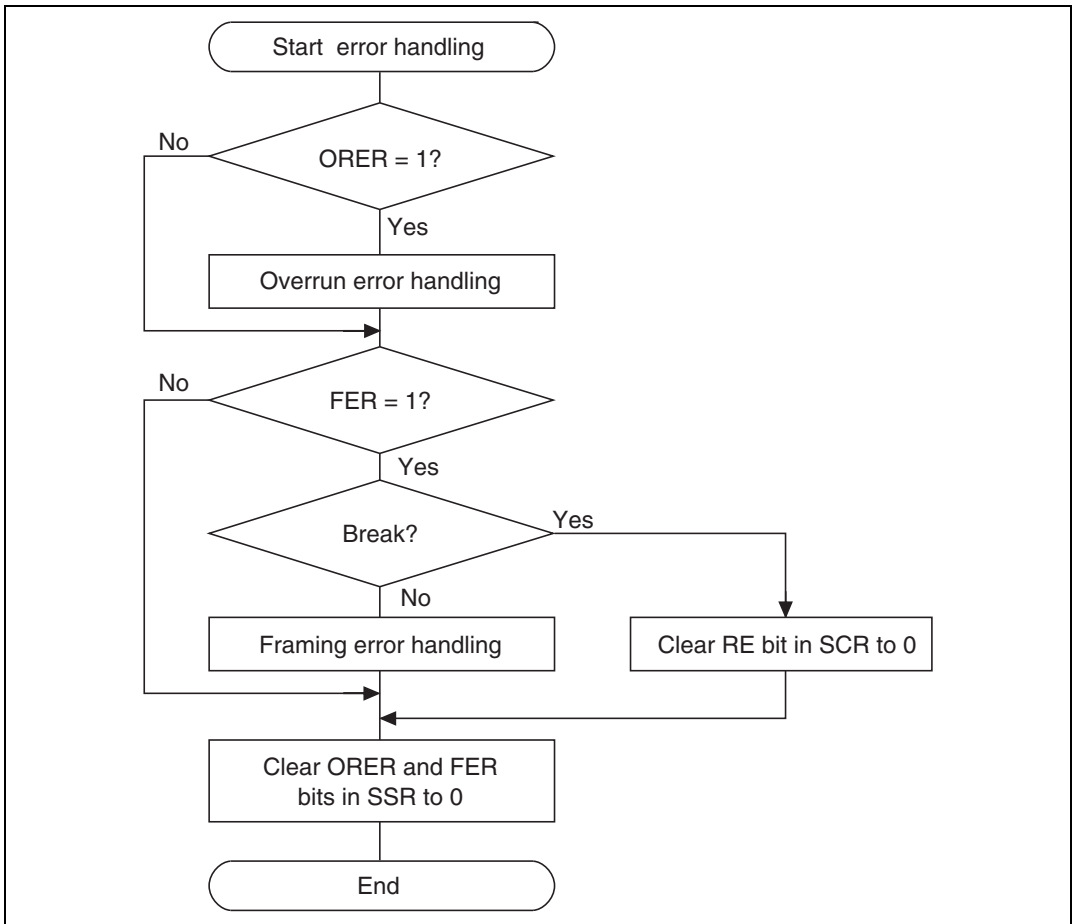 Start error handling
No
ORER = 1?
Yes
Overrun error handling
No
FER = 1?
Yes
Break?
Yes
No
Framing error handling
Clear RE bit in SCR to 0
Clear ORER and FER
bits in SSR to 0
End